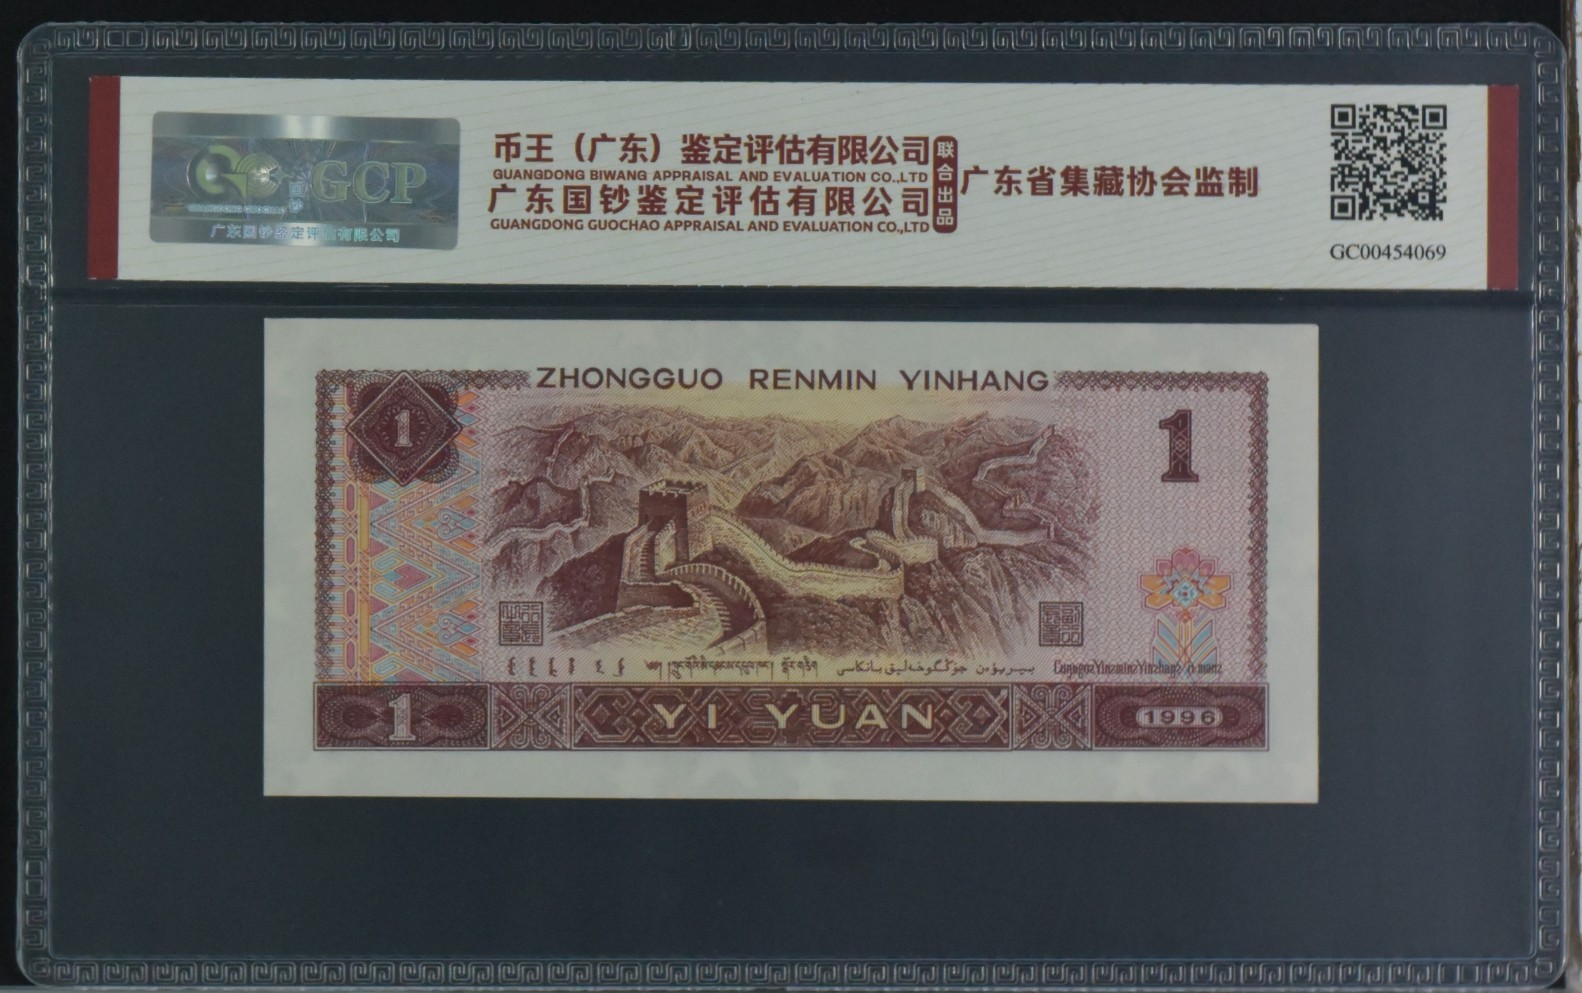 GCP
广东国钞鉴定评估有限公司
币王（广东）鉴定评估有限公司
GUANGDONG BIWANG APPRAISAL AND EVALUATION CO.,LTD
广东国钞鉴定评估有限公司
GUANGDONG GUOCHAO APPRAISAL AND EVALUATION CO.,LTD
联合出品
广东省集藏协会监制
GC00454069
ZHONGGUO RENMIN YINHANG
1
1
1
YI YUAN
1996